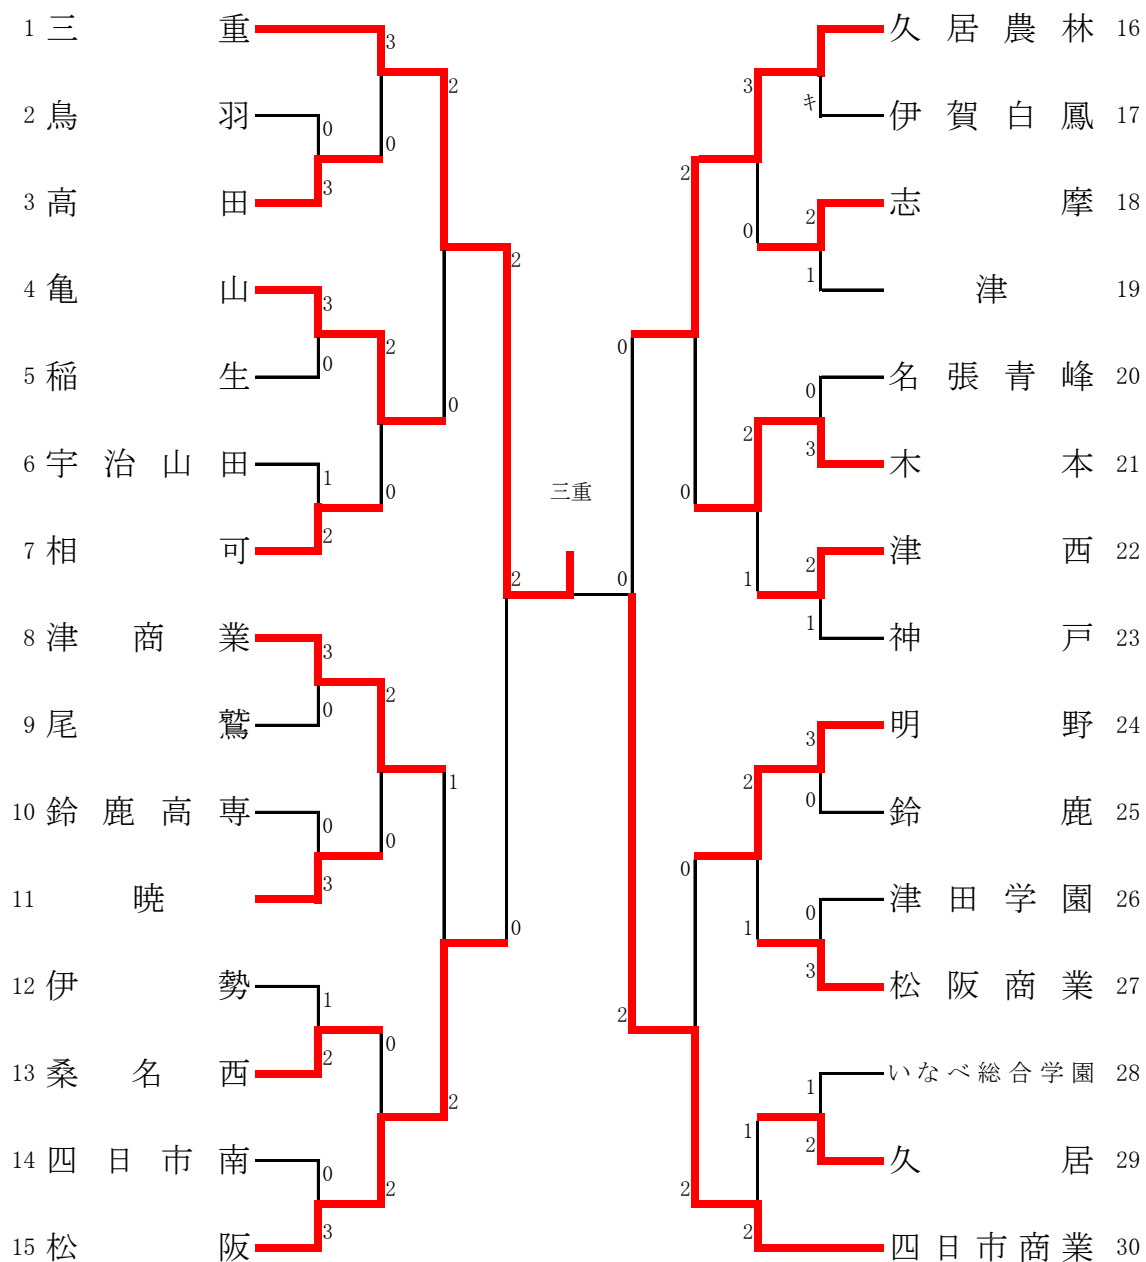 1 三重
3
2 鳥羽
0
3 高田
3
0
2
4 亀山
3
5 稲生
0
2
6 宇治山田
1
7 相可
2
0
0
2
8 津商業
3
9 尾鷲
0
2
10 鈴鹿高専
0
11 暁
3
0
1
12 伊勢
1
13 桑名西
2
0
14 四日市南
0
15 松阪
3
2
2
0
2
三重
0
久居農林 16
伊賀白鳳 17
キ
3
志摩 18
2
津 19
1
0
2
名張青峰 20
0
木本 21
3
2
津西 22
2
神戸 23
1
1
0
0
明野 24
3
鈴鹿 25
0
2
津田学園 26
0
松阪商業 27
3
1
0
いなべ総合学園 28
1
久居 29
2
1
四日市商業 30
2
2
2